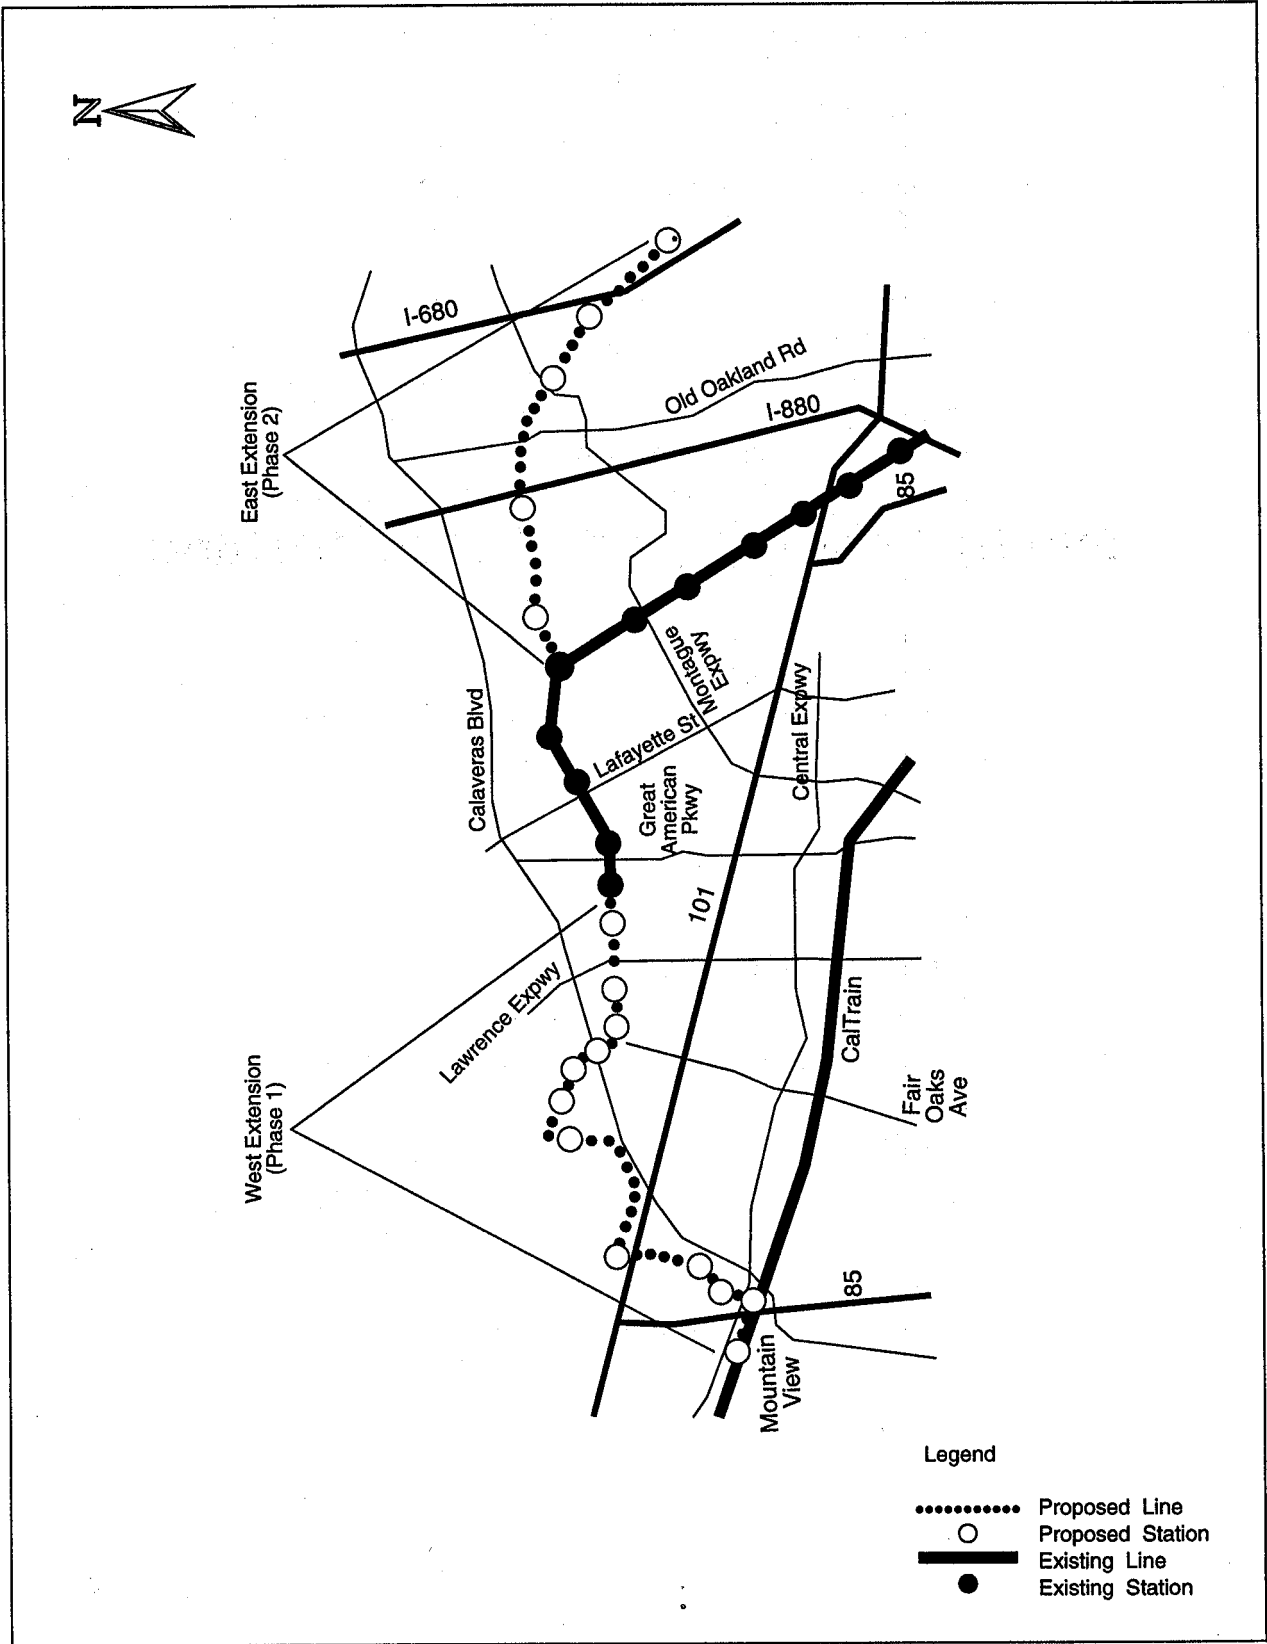 N
I-680
East Extension
(Phase 2)
Old Oakland Rd
I-880
85
Calaveras Blvd
Montague
Expwy
Lafayette St
Great
American
Pkwy
Central Expwy
101
Lawrence Expwy
CalTrain
Fair
Oaks
Ave
West Extension
(Phase 1)
85
Mountain
View
Legend
Proposed Line
Proposed Station
Existing Line
Existing Station